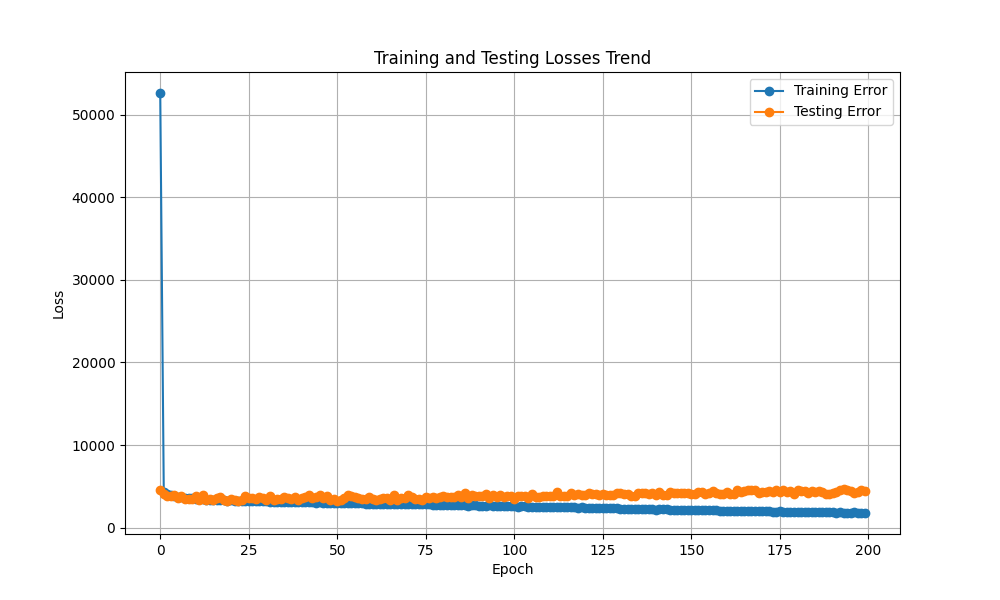 Training and Testing Losses Trend
Training Error
Testing Error
50000
40000
30000
20000
10000
0
Loss
0 25 50 75 100 125 150 175 200
Epoch